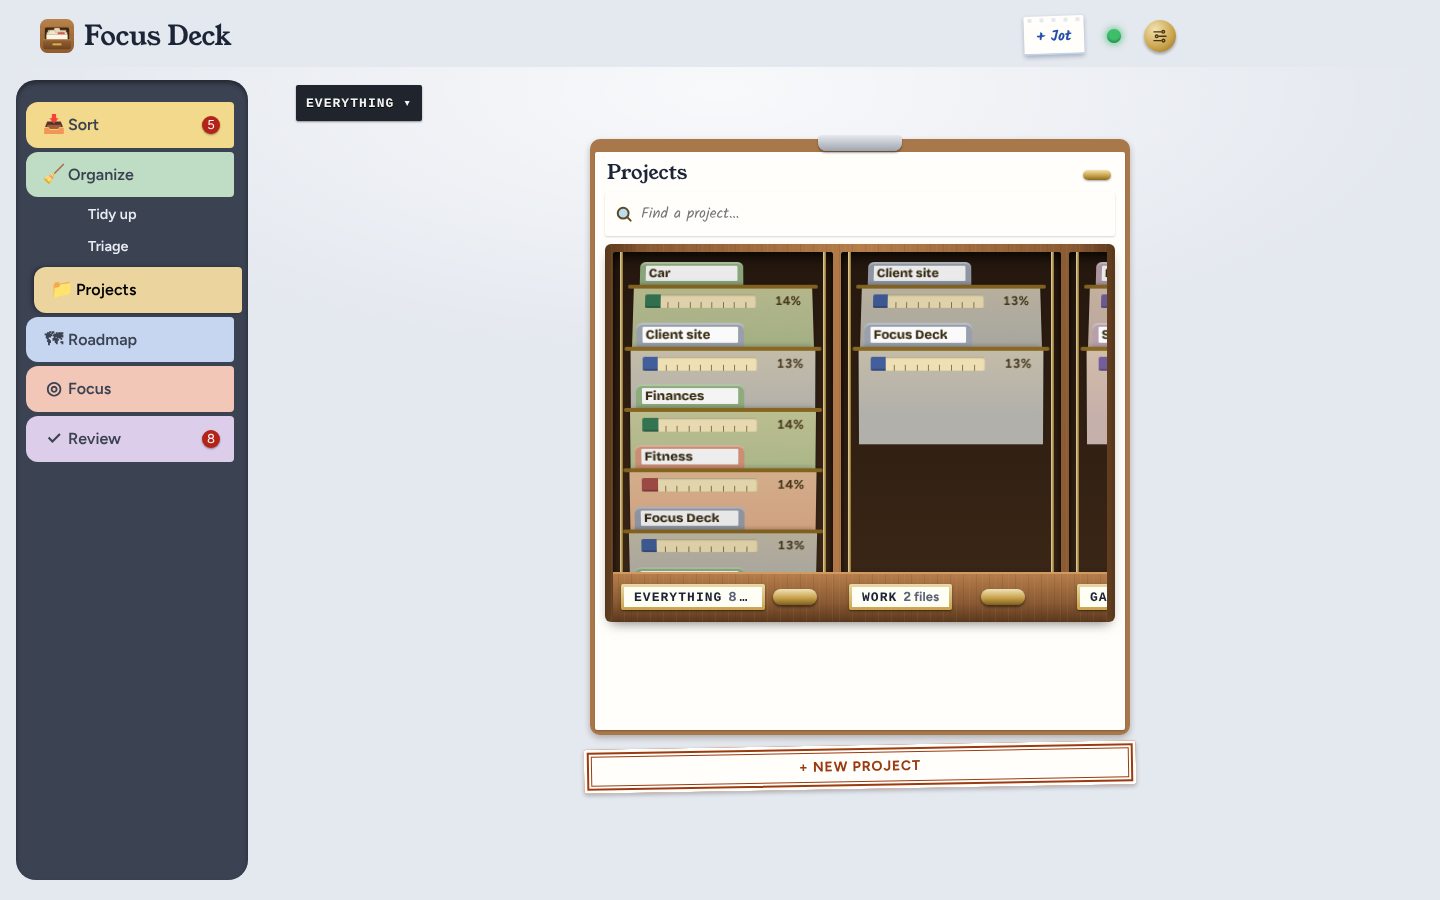 Focus Deck
+ Jot
Sort 5
Organize
Tidy up
Triage
Projects
Roadmap
Focus
Review 8
EVERYTHING ▾
Projects
Find a project...
Car
14%
Client site
13%
Finances
14%
Fitness
14%
Focus Deck
13%
EVERYTHING 8…
Client site
13%
Focus Deck
13%
WORK 2 files
GA
+ NEW PROJECT